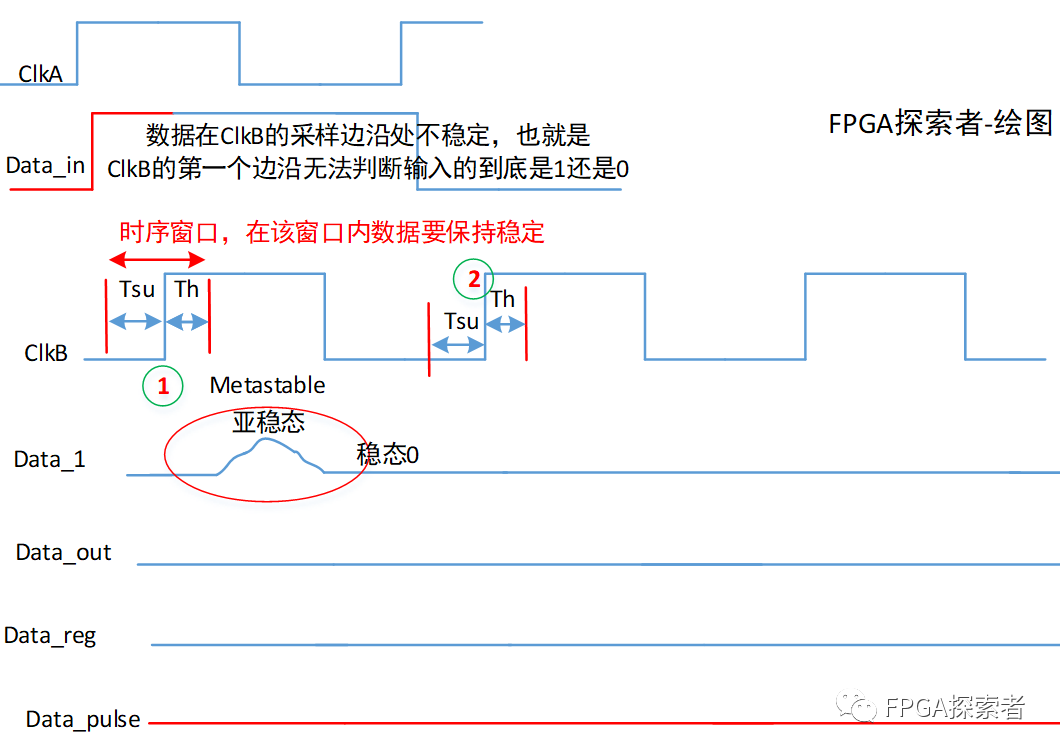 ClkA
FPGA探索者-绘图
Data_in
数据在ClkB的采样边沿处不稳定，也就是
ClkB的第一个边沿无法判断输入的到底是1还是0
时序窗口，在该窗口内数据要保持稳定
Tsu
Th
2
Th
Tsu
ClkB
1
Metastable
亚稳态
稳态0
Data_1
Data_out
Data_reg
Data_pulse
FPGA探索者